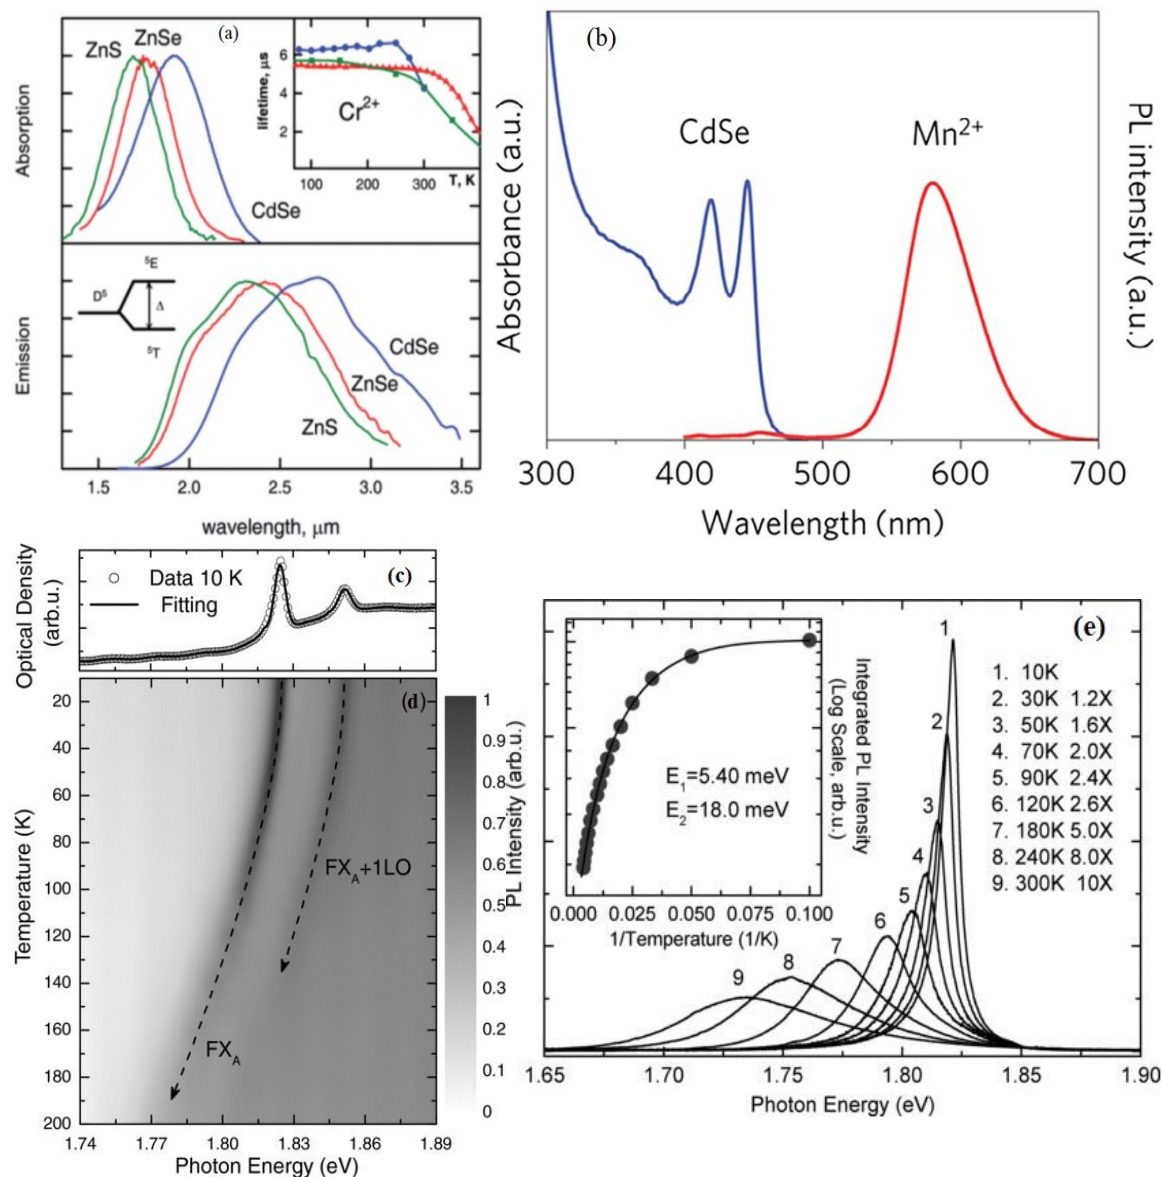 (a)
ZnS
ZnSe
CdSe
Absorption
lifetime, μs
6
4
2
Cr2+
100
200
300
T, K
Emission
5E
D5
Δ
5T
CdSe
ZnSe
ZnS
1.5
2.0
2.5
3.0
3.5
wavelength, μm
(b)
Absorbance (a.u.)
CdSe
Mn2+
PL intensity (a.u.)
300
400
500
600
700
Wavelength (nm)
Optical Density
(arb.u.)
Data 10 K
(c)
Fitting
(d)
Temperature (K)
20
40
60
80
100
120
140
160
180
200
FXA+1LO
FXA
1
0.9
0.8
0.7
0.6
0.5
0.4
0.3
0.2
0.1
0
PL Intensity (arb.u.)
1.74
1.77
1.80
1.83
1.86
1.89
Photon Energy (eV)
(e)
E1=5.40 meV
E2=18.0 meV
Integrated PL Intensity
(Log Scale, arb.u.)
0.000
0.025
0.050
0.075
0.100
1/Temperature (1/K)
1
2
3
4
5
6
7
8
9
1. 10K
2. 30K 1.2X
3. 50K 1.6X
4. 70K 2.0X
5. 90K 2.4X
6. 120K 2.6X
7. 180K 5.0X
8. 240K 8.0X
9. 300K 10X
1.65
1.70
1.75
1.80
1.85
1.90
Photon Energy (eV)